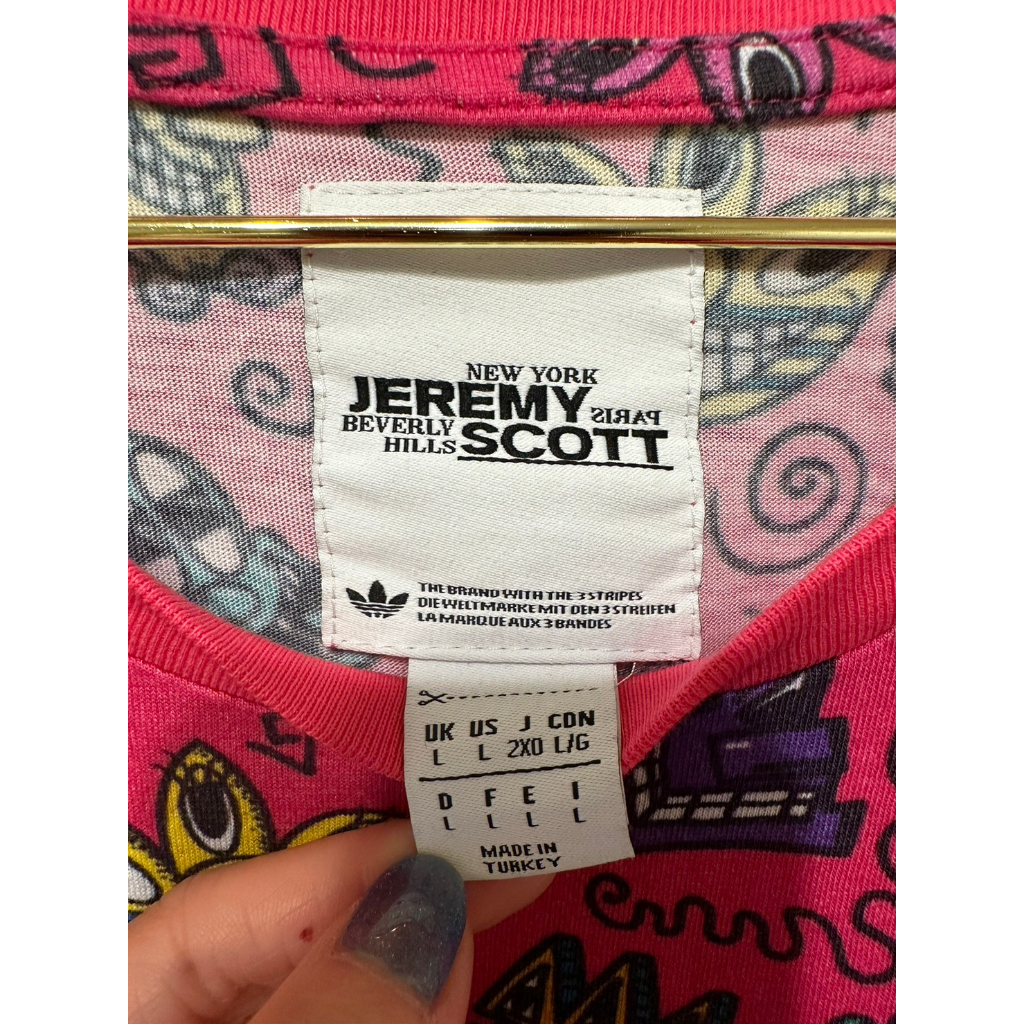 NEW YORK
JEREMY
PARIS
BEVERLY
HILLS
SCOTT
THE BRAND WITH THE 3 STRIPES
DIE WELTMARKE MIT DEN 3 STREIFEN
LA MARQUE AUX 3 BANDES
UK US J CDN
L L 2XO L/G
D F E I
L L L L
MADE IN
TURKEY